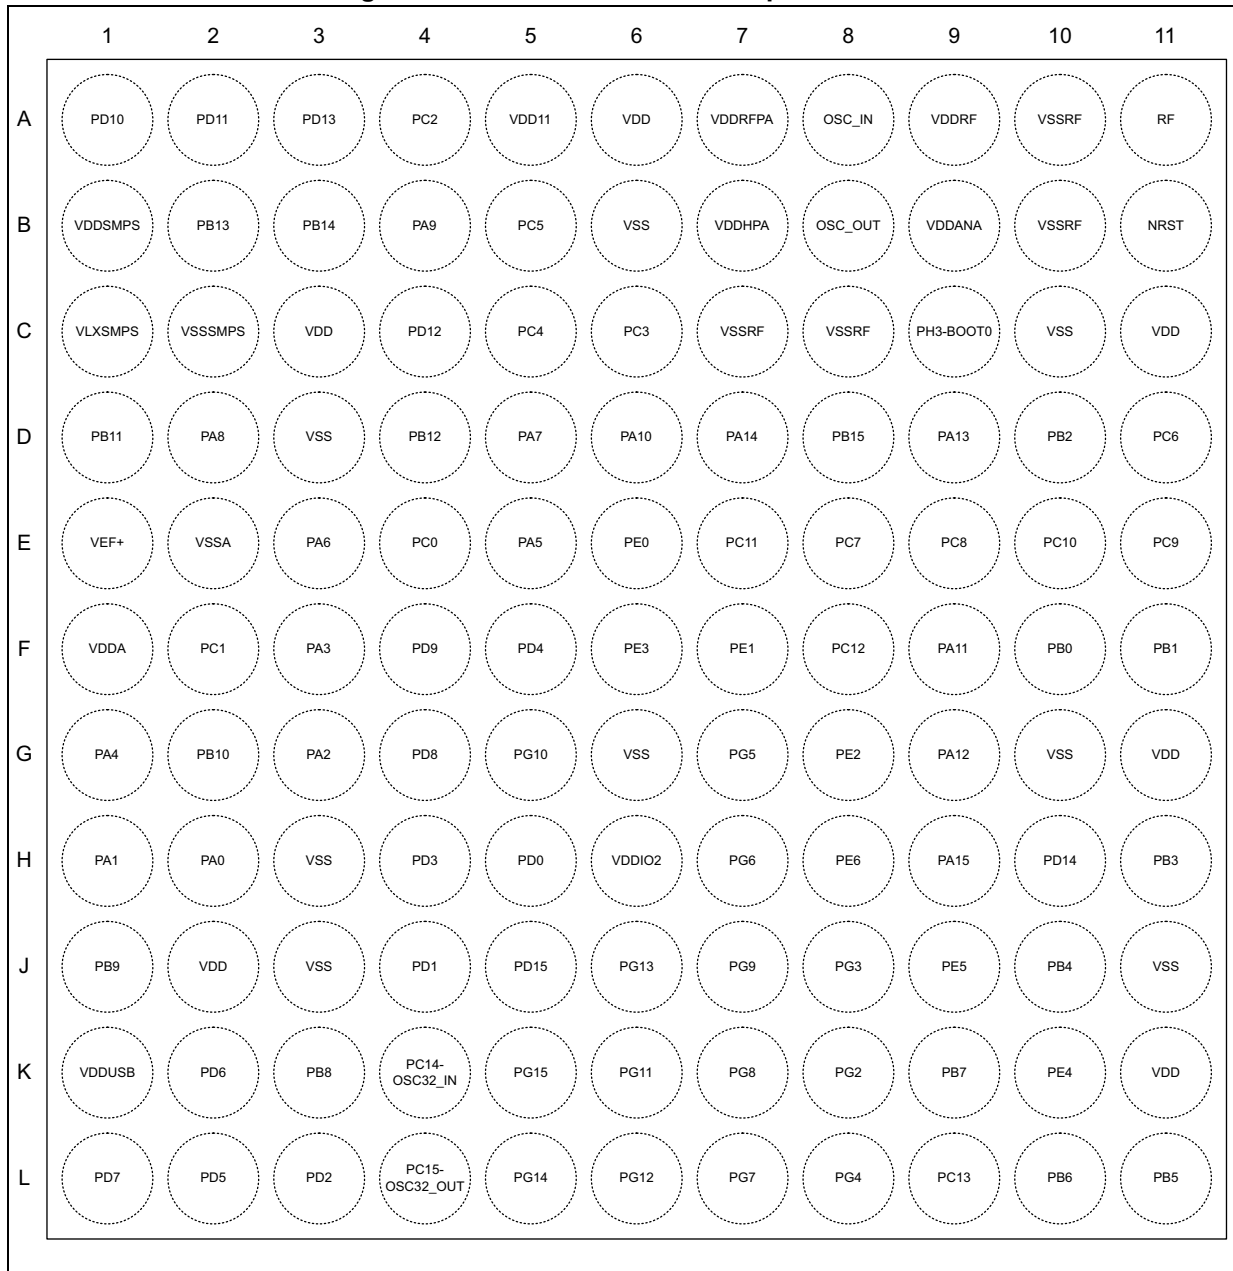 1 2 3 4 5 6 7 8 9 10 11
A PD10 PD11 PD13 PC2 VDD11 VDD VDDRFPA OSC_IN VDDRF VSSRF RF
B VDDSMPS PB13 PB14 PA9 PC5 VSS VDDHPA OSC_OUT VDDANA VSSRF NRST
C VLXSMPS VSSSMPS VDD PD12 PC4 PC3 VSSRF VSSRF PH3-BOOT0 VSS VDD
D PB11 PA8 VSS PB12 PA7 PA10 PA14 PB15 PA13 PB2 PC6
E VEF+ VSSA PA6 PC0 PA5 PE0 PC11 PC7 PC8 PC10 PC9
F VDDA PC1 PA3 PD9 PD4 PE3 PE1 PC12 PA11 PB0 PB1
G PA4 PB10 PA2 PD8 PG10 VSS PG5 PE2 PA12 VSS VDD
H PA1 PA0 VSS PD3 PD0 VDDIO2 PG6 PE6 PA15 PD14 PB3
J PB9 VDD VSS PD1 PD15 PG13 PG9 PG3 PE5 PB4 VSS
K VDDUSB PD6 PB8 PC14-OSC32_IN PG15 PG11 PG8 PG2 PB7 PE4 VDD
L PD7 PD5 PD2 PC15-OSC32_OUT PG14 PG12 PG7 PG4 PC13 PB6 PB5